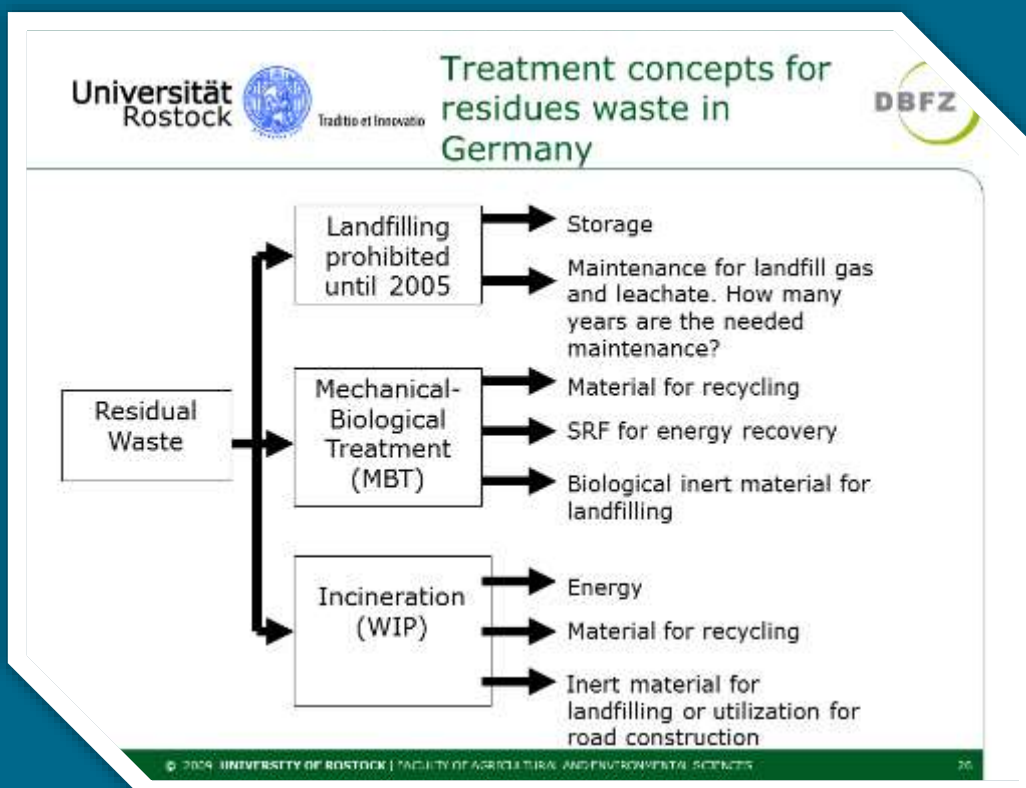 Universität
Rostock
Traditio et Innovatio
Treatment concepts for
residues waste in
Germany
DBFZ
Landfilling
prohibited
until 2005
Storage
Maintenance for landfill gas
and leachate. How many
years are the needed
maintenance?
Residual
Waste
Mechanical-
Biological
Treatment
(MBT)
Material for recycling
SRF for energy recovery
Biological inert material for
landfilling
Incineration
(WIP)
Energy
Material for recycling
Inert material for
landfilling or utilization for
road construction
© 2009 UNIVERSITY OF ROSTOCK | FACULTY OF AGRICULTURAL AND ENVIRONMENTAL SCIENCES
26